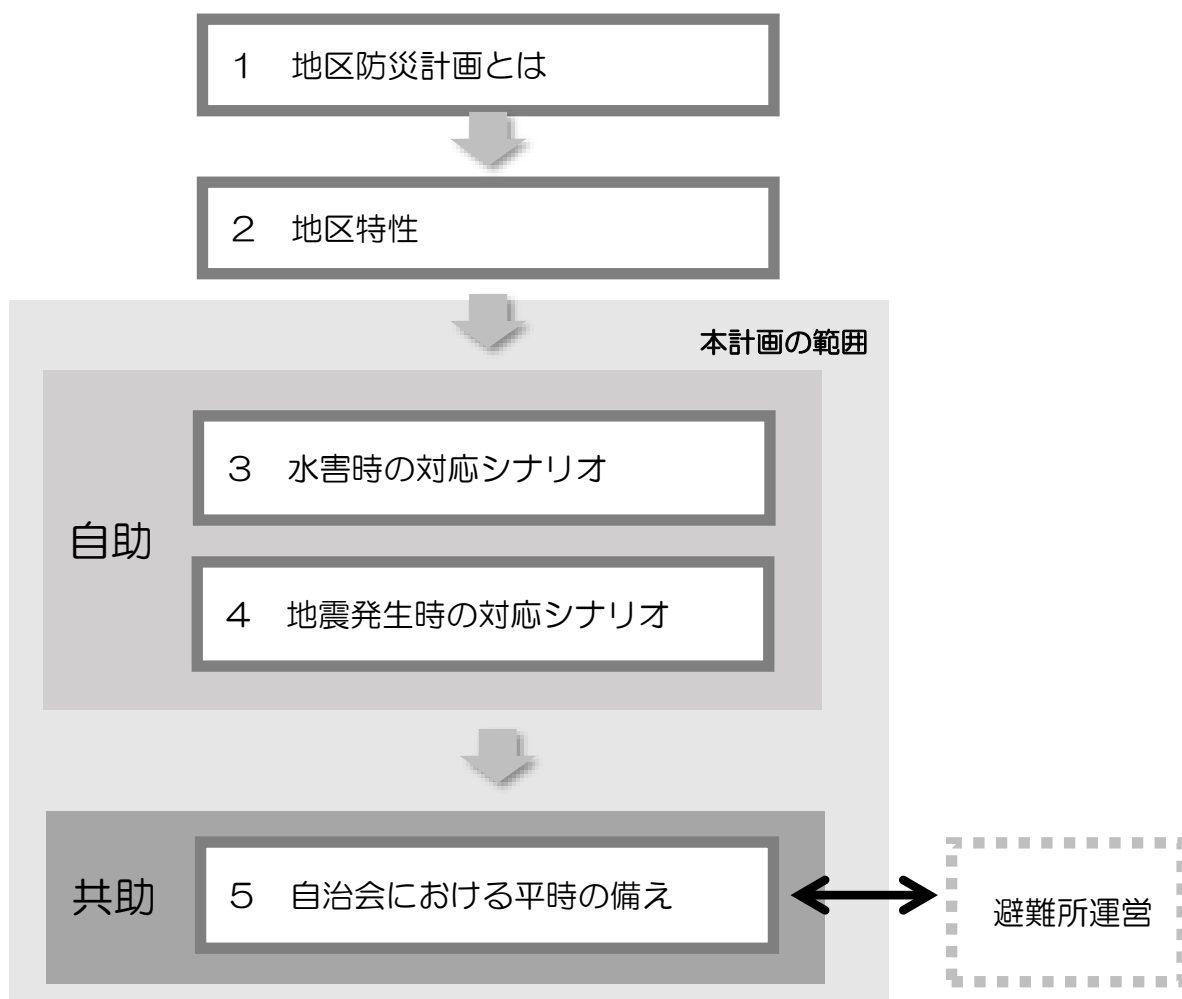 １　地区防災計画とは
２　地区特性
本計画の範囲
自助
３　水害時の対応シナリオ
４　地震発生時の対応シナリオ
共助
５　自治会における平時の備え
避難所運営